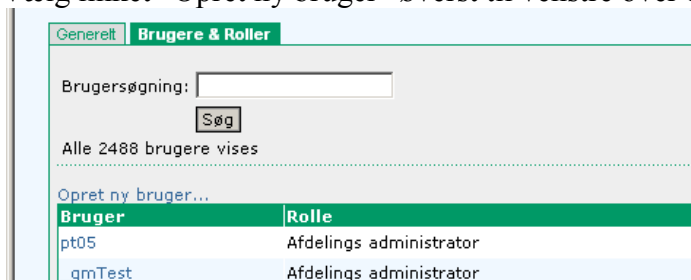 Generelt Brugere & Roller
Brugersøgning:
Søg
Alle 2488 brugere vises
Opret ny bruger...
Bruger Rolle
pt05 Afdelings administrator
qmTest Afdelings administrator